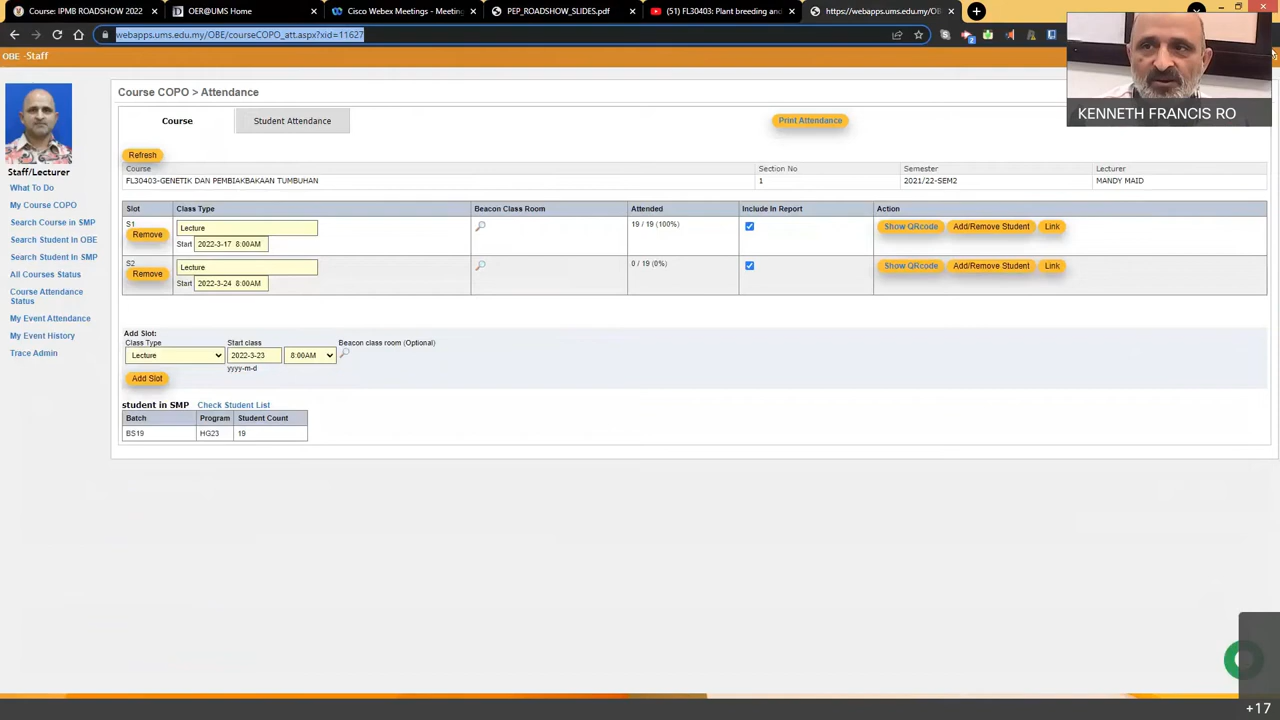 Course: IPMB ROADSHOW 2022
OER@UMS Home
Cisco Webex Meetings - Meeting
PEP_ROADSHOW_SLIDES.pdf
(51) FL30403: Plant breeding and
https://webapps.ums.edu.my/OBE/
webapps.ums.edu.my/OBE/courseCOPO_att.aspx?xid=11627
OBE -Staff
KENNETH FRANCIS RO
Course COPO > Attendance
Course
Student Attendance
Print Attendance
Staff/Lecturer
What To Do
My Course COPO
Search Course in SMP
Search Student in OBE
Search Student in SMP
All Courses Status
Course Attendance
Status
My Event Attendance
My Event History
Trace Admin
Refresh
Course Section No Semester Lecturer
FL30403-GENETIK DAN PEMBIAKBAKAAN TUMBUHAN 1 2021/22-SEM2 MANDY MAID
Slot Class Type Beacon Class Room Attended Include In Report Action
S1 Lecture 19 / 19 (100%) Show QRcode Add/Remove Student Link
Remove Start 2022-3-17 8:00AM
S2 Lecture 0 / 19 (0%) Show QRcode Add/Remove Student Link
Remove Start 2022-3-24 8:00AM
Add Slot:
Class Type Start class Beacon class room (Optional)
Lecture 2022-3-23 8:00AM
yyyy-m-d
Add Slot
student in SMP Check Student List
Batch Program Student Count
BS19 HG23 19
+17